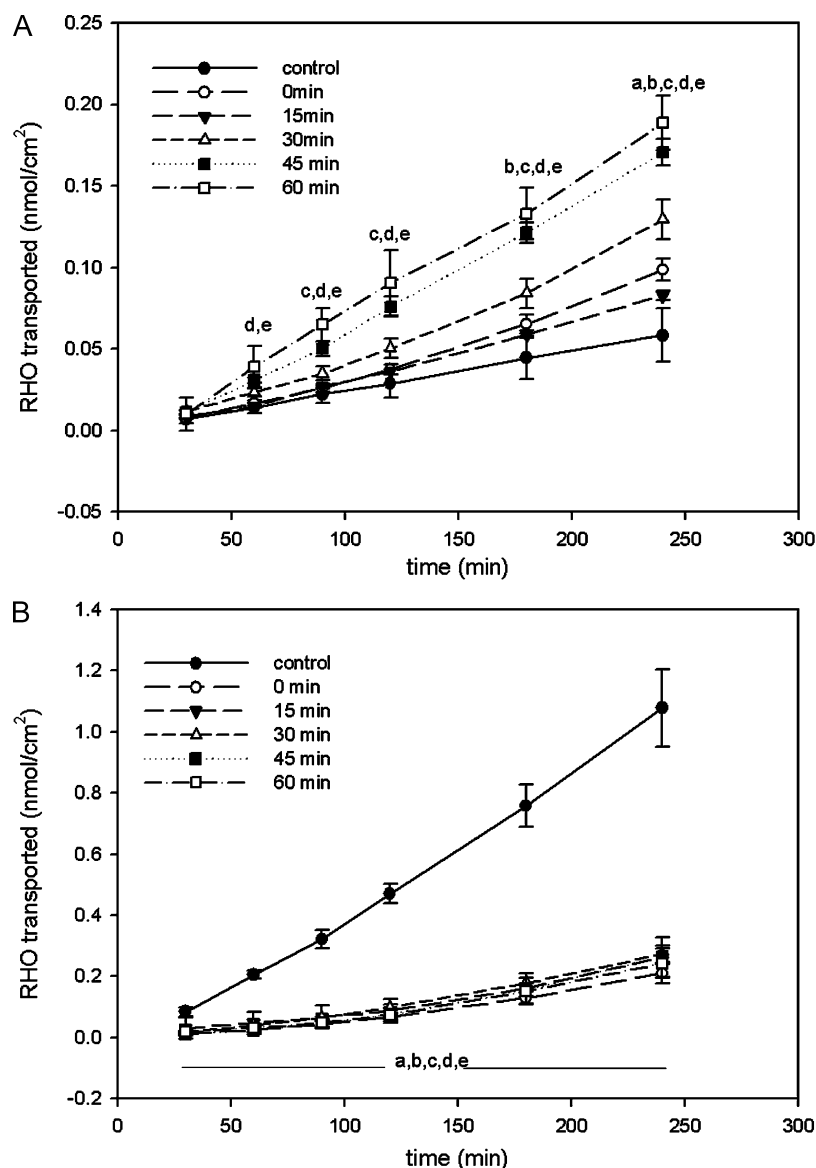 A
RHO transported (nmol/cm²)
0.25
0.20
0.15
0.10
0.05
0.00
-0.05
control
0min
15min
30min
45 min
60 min
d,e
c,d,e
c,d,e
b,c,d,e
a,b,c,d,e
0 50 100 150 200 250 300
time (min)
B
RHO transported (nmol/cm²)
1.4
1.2
1.0
0.8
0.6
0.4
0.2
0.0
-0.2
control
0 min
15 min
30 min
45 min
60 min
a,b,c,d,e
0 50 100 150 200 250 300
time (min)